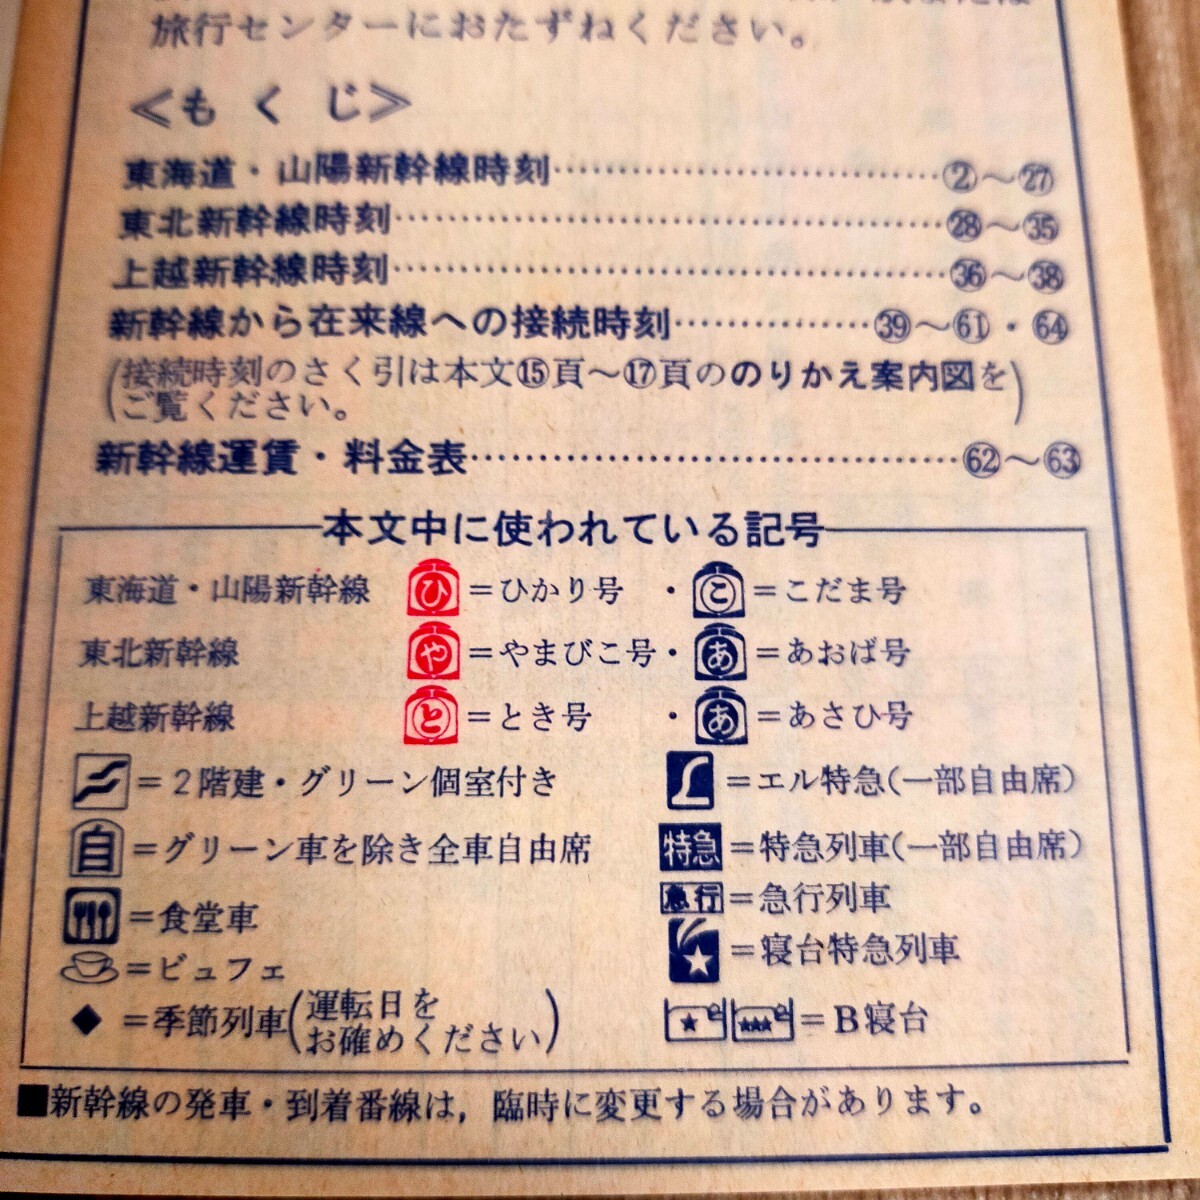 旅行センターにおたずねください。
≪もくじ≫
東海道・山陽新幹線時刻……………………………②〜㉗
東北新幹線時刻……………………………………㉘〜㉟
上越新幹線時刻……………………………………㊱〜㊳
新幹線から在来線への接続時刻……………㊴〜61・64
(接続時刻のさく引は本文⑮頁〜⑰頁ののりかえ案内図を
ご覧ください。)
新幹線運賃・料金表…………………………………62〜63
本文中に使われている記号
東海道・山陽新幹線 ひ=ひかり号 ・ こ=こだま号
東北新幹線 や=やまびこ号・ あ=あおば号
上越新幹線 と=とき号 ・ あ=あさひ号
=2階建・グリーン個室付き
=エル特急(一部自由席)
自=グリーン車を除き全車自由席
特急=特急列車(一部自由席)
=食堂車
急行=急行列車
=ビュフェ
=寝台特急列車
◆=季節列車(運転日を
お確めください)
★ ★★★=B寝台
■新幹線の発車・到着番線は,臨時に変更する場合があります。